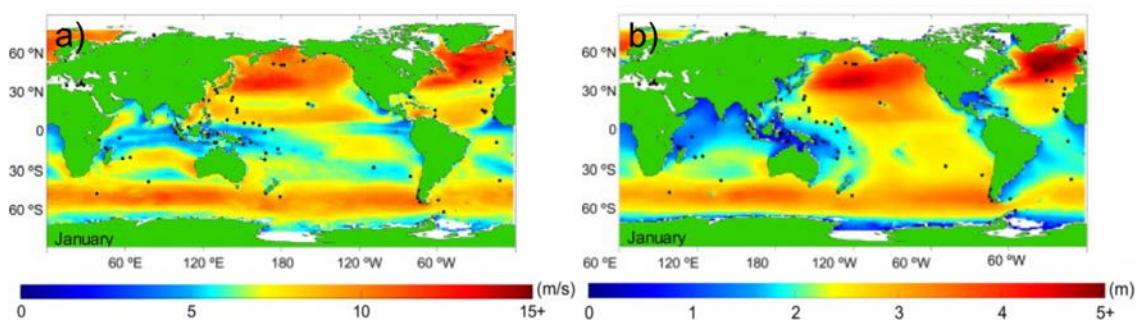 a)
60 ºN
30 ºN
0
30 ºS
60 ºS
January
60 ºE 120 ºE 180 120 ºW 60 ºW
0 5 10 15+ (m/s)
b)
60 ºN
30 ºN
0
30 ºS
60 ºS
January
60 ºE 60 ºE 120 ºE 180 120 ºW 60 ºW
0 1 2 3 4 5+ (m)